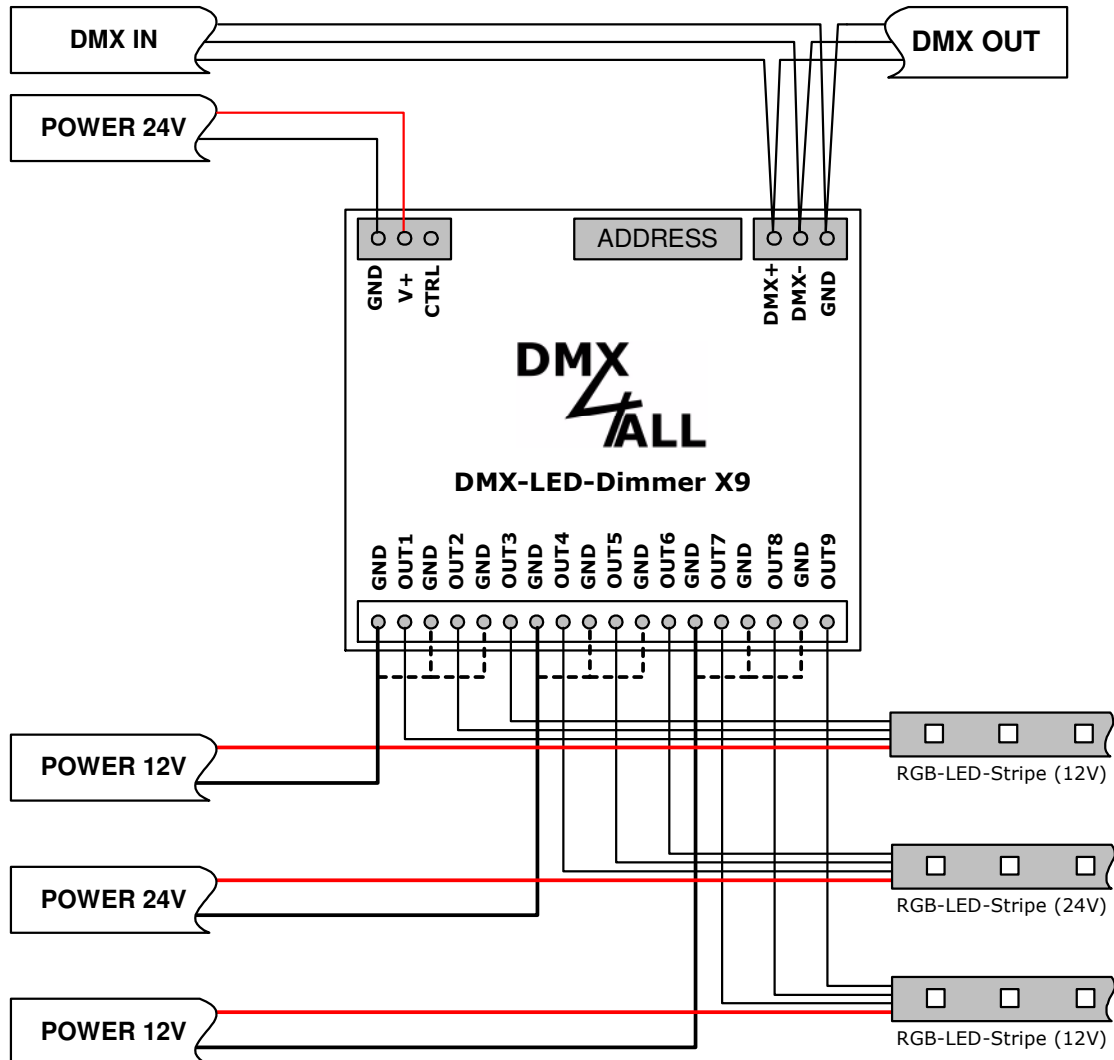 DMX IN
DMX OUT
POWER 24V
ADDRESS
GND
V+
CTRL
DMX+
DMX-
GND
DMX
4
ALL
DMX-LED-Dimmer X9
GND
OUT1
GND
OUT2
GND
OUT3
GND
OUT4
GND
OUT5
GND
OUT6
GND
OUT7
GND
OUT8
GND
OUT9
POWER 12V
RGB-LED-Stripe (12V)
POWER 24V
RGB-LED-Stripe (24V)
POWER 12V
RGB-LED-Stripe (12V)